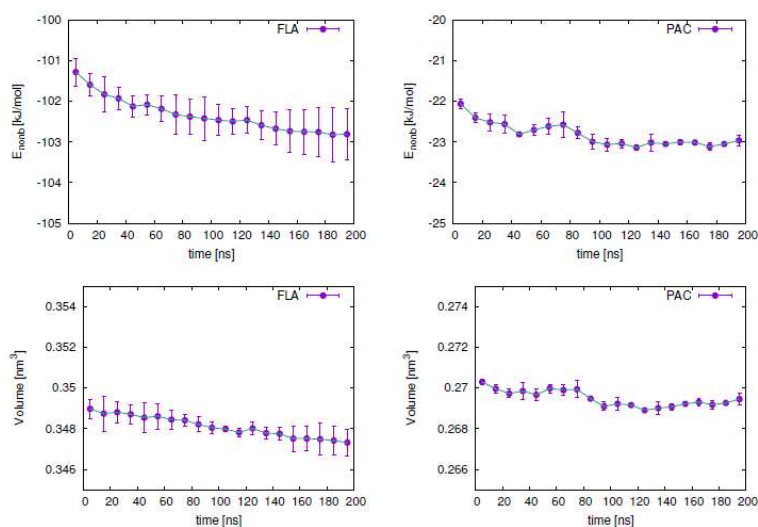 -100
FLA
-101
-102
-103
-104
-105
E_noob [kJ/mol]
0 20 40 60 80 100 120 140 160 180 200
time [ns]
-20
PAC
-21
-22
-23
-24
-25
E_noob [kJ/mol]
0 20 40 60 80 100 120 140 160 180 200
time [ns]
0.354
FLA
0.352
0.35
0.348
0.346
Volume [nm³]
0 20 40 60 80 100 120 140 160 180 200
time [ns]
0.274
PAC
0.272
0.27
0.268
0.266
Volume [nm³]
0 20 40 60 80 100 120 140 160 180 200
time [ns]